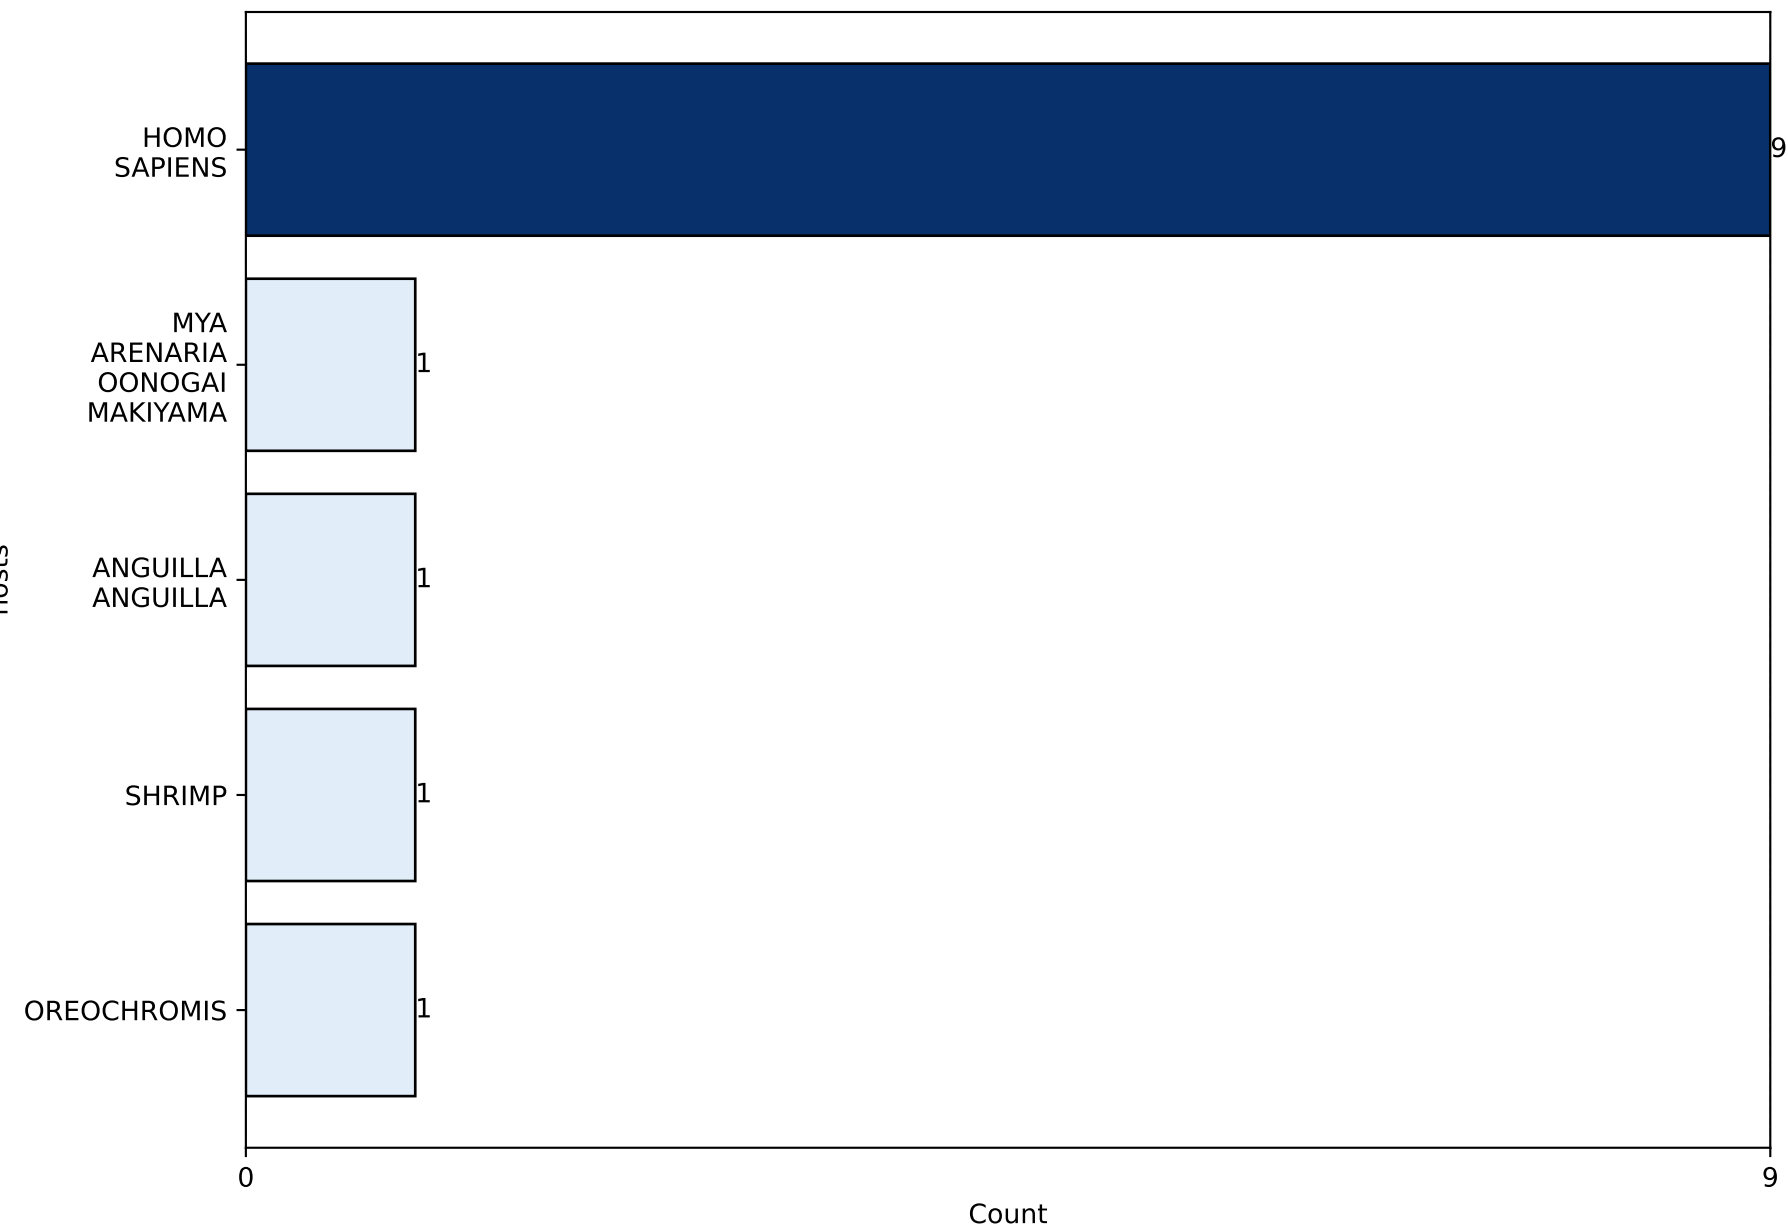 HOMO
SAPIENS
9
MYA
ARENARIA
OONOGAI
MAKIYAMA
1
ANGUILLA
ANGUILLA
1
SHRIMP
1
OREOCHROMIS
1
0
9
Count